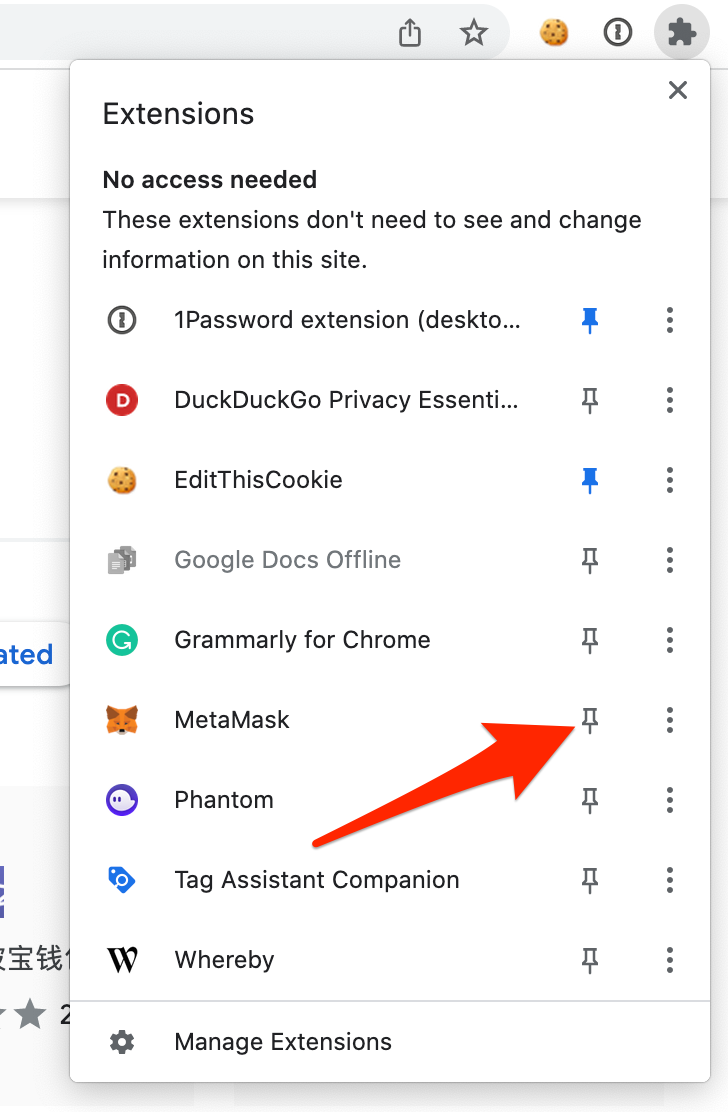 Extensions
No access needed
These extensions don't need to see and change
information on this site.
1Password extension (deskto...
DuckDuckGo Privacy Essenti...
EditThisCookie
Google Docs Offline
Grammarly for Chrome
ated
MetaMask
Phantom
Tag Assistant Companion
宝钱
Whereby
2
Manage Extensions